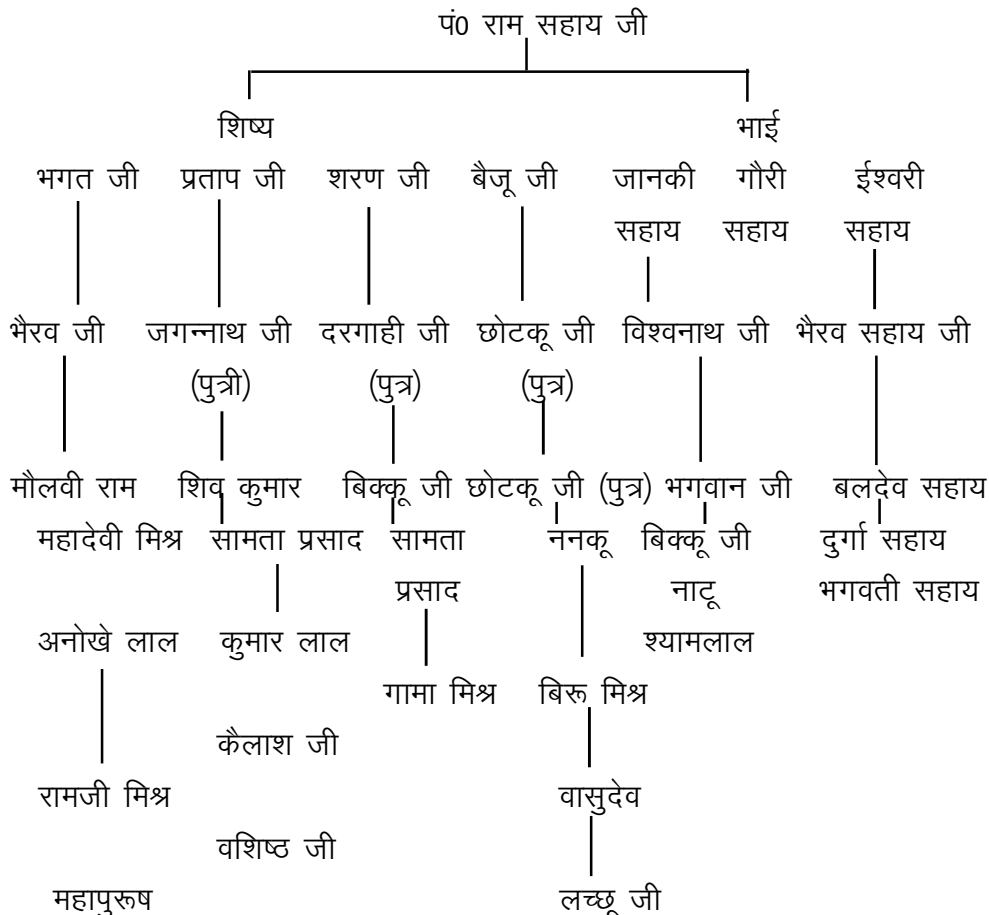 पं0 राम सहाय जी
शिष्य भाई
भगत जी प्रताप जी शरण जी बैजू जी जानकी गौरी ईश्वरी
सहाय सहाय सहाय
भैरव जी जगन्नाथ जी दरगाही जी छोटकू जी विश्वनाथ जी भैरव सहाय जी
(पुत्री) (पुत्र) (पुत्र)
मौलवी राम शिव कुमार बिक्कू जी छोटकू जी (पुत्र) भगवान जी बलदेव सहाय
महादेवी मिश्र सामता प्रसाद सामता ननकू बिक्कू जी दुर्गा सहाय
प्रसाद नाटू भगवती सहाय
अनोखे लाल कुमार लाल श्यामलाल
गामा मिश्र बिरू मिश्र
कैलाश जी
रामजी मिश्र वासुदेव
वशिष्ठ जी
महापुरूष लच्छू जी